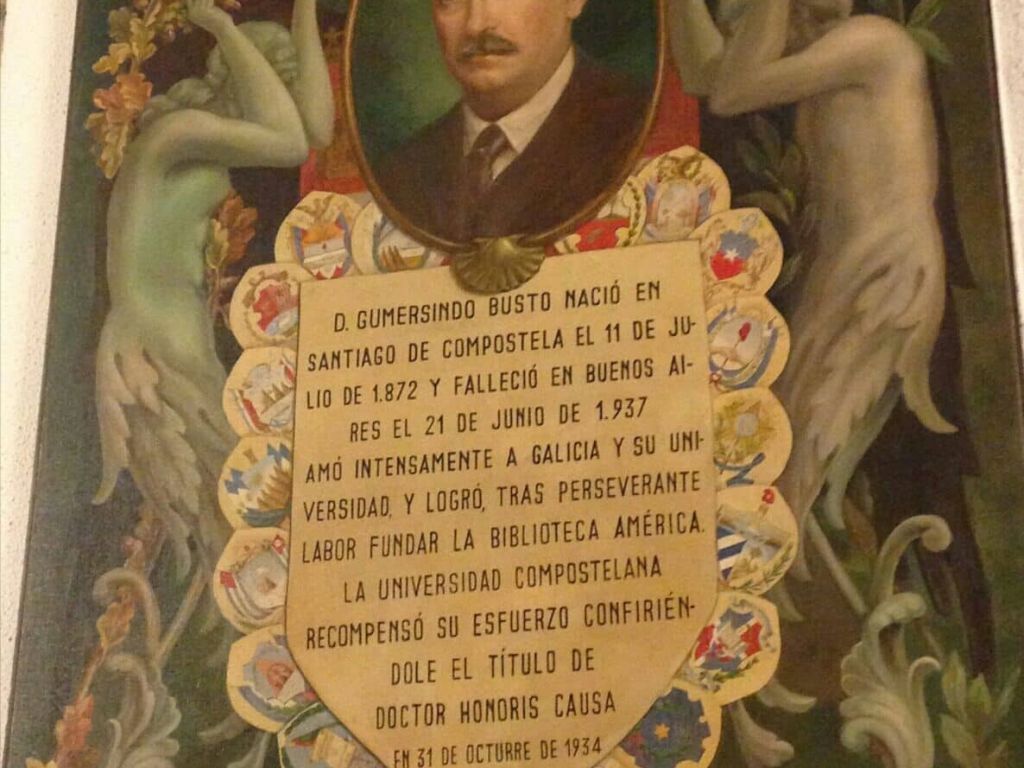 D. GUMERSINDO BUSTO NACIÓ EN
SANTIAGO DE COMPOSTELA EL 11 DE JU-
LIO DE 1.872 Y FALLECIÓ EN BUENOS AI-
RES EL 21 DE JUNIO DE 1.937
AMÓ INTENSAMENTE A GALICIA Y SU UNI-
VERSIDAD, Y LOGRÓ, TRAS PERSEVERANTE
LABOR FUNDAR LA BIBLIOTECA AMÉRICA.
LA UNIVERSIDAD COMPOSTELANA
RECOMPENSÓ SU ESFUERZO CONFIRIÉN-
DOLE EL TÍTULO DE
DOCTOR HONORIS CAUSA
EN 31 DE OCTUBRE DE 1934